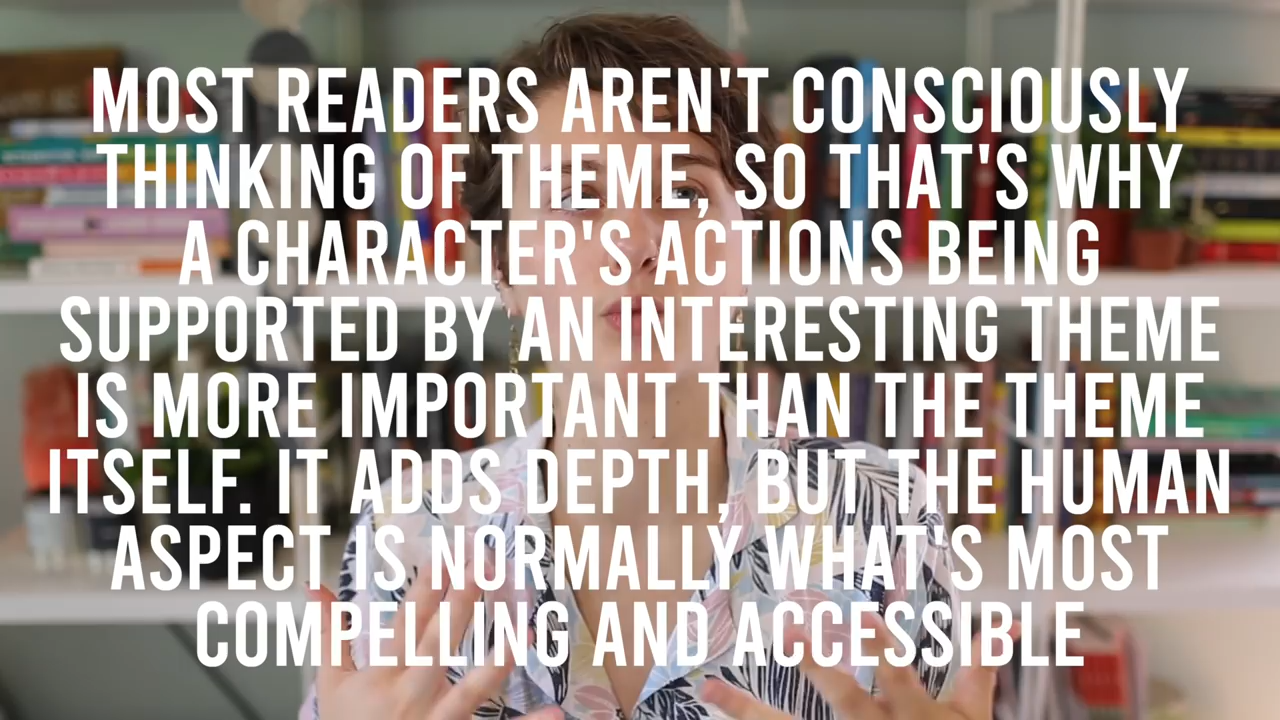 MOST READERS AREN'T CONSCIOUSLY
THINKING OF THEME, SO THAT'S WHY
A CHARACTER'S ACTIONS BEING
SUPPORTED BY AN INTERESTING THEME
IS MORE IMPORTANT THAN THE THEME
ITSELF. IT ADDS DEPTH, BUT THE HUMAN
ASPECT IS NORMALLY WHAT'S MOST
COMPELLING AND ACCESSIBLE